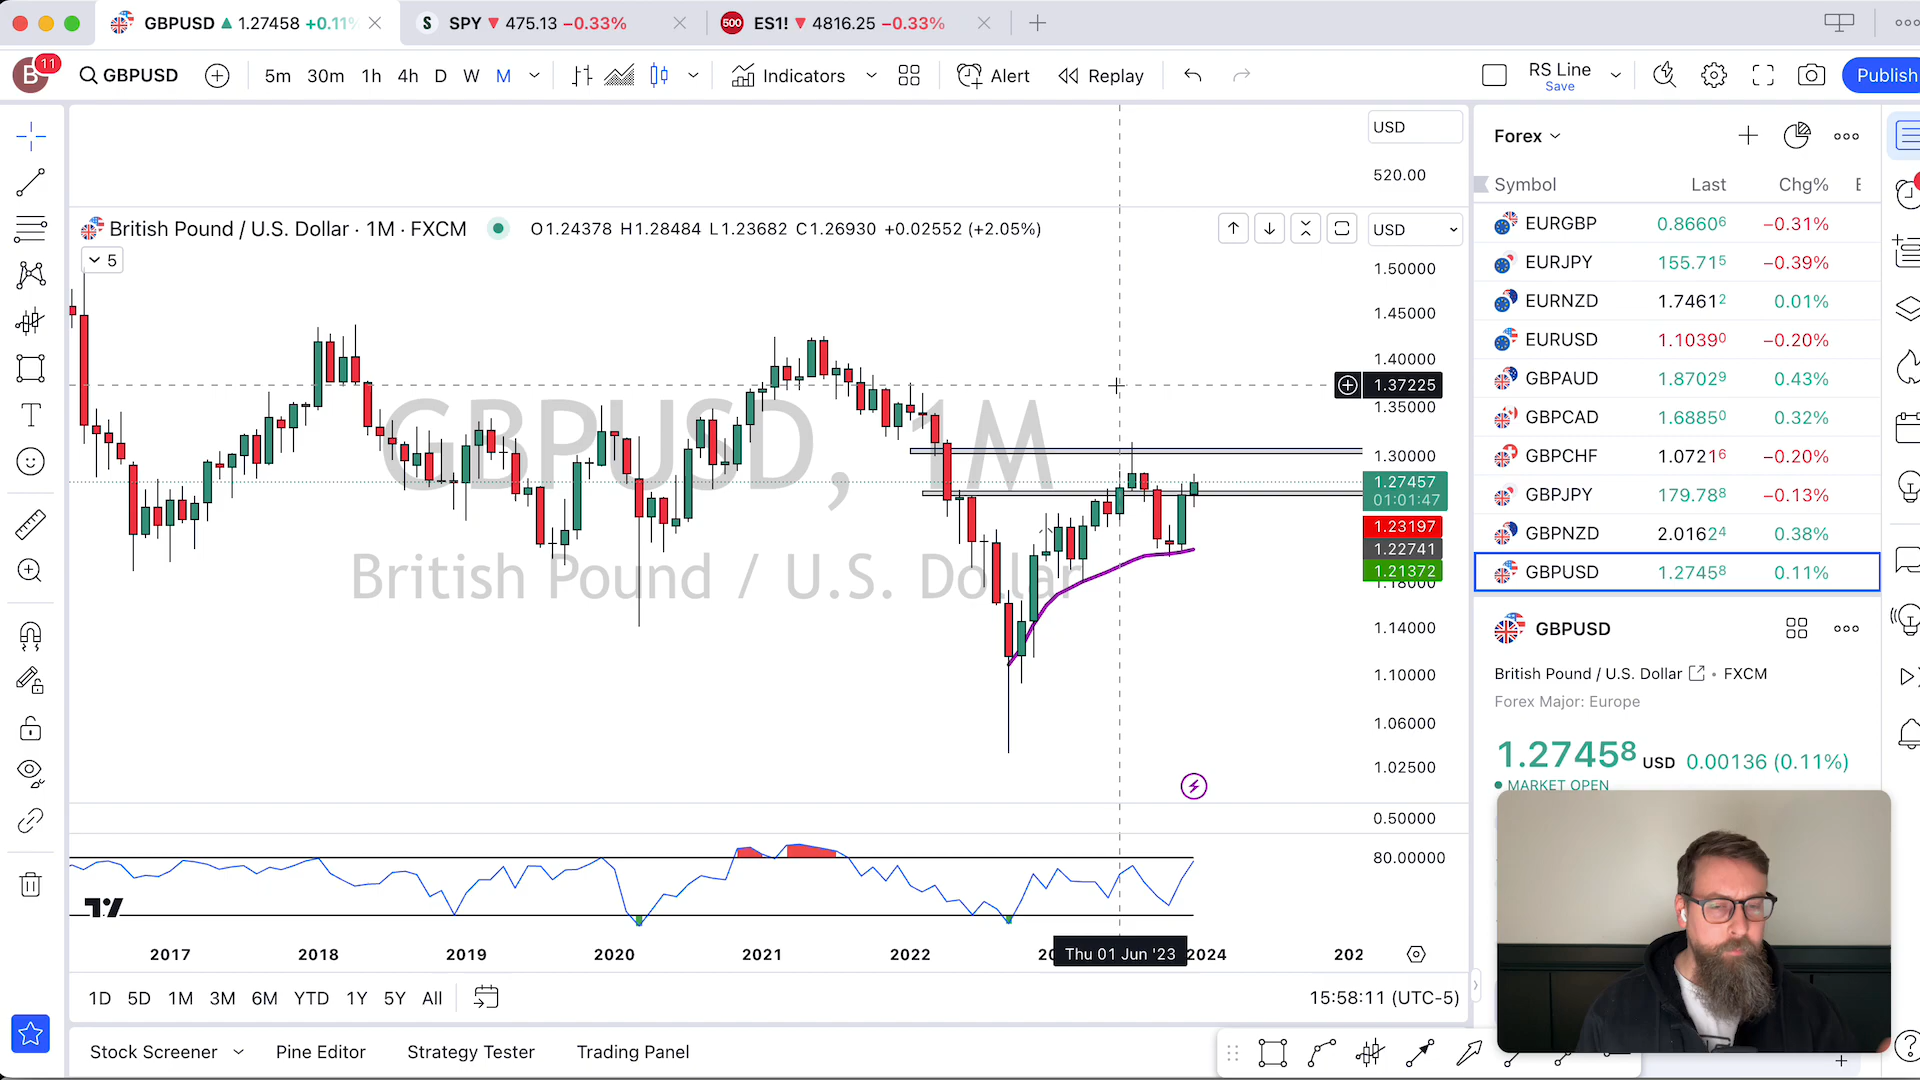 GBPUSD ▲ 1.27458 +0.11%
SPY ▼ 475.13 −0.33%
500 ES1! ▼ 4816.25 −0.33%
B 11
GBPUSD 5m 30m 1h 4h D W M Indicators Alert Replay RS Line Save Publish
USD
520.00
British Pound / U.S. Dollar · 1M · FXCM O1.24378 H1.28484 L1.23682 C1.26930 +0.02552 (+2.05%) USD
5
GBPUSD, 1M
British Pound / U.S. Dollar
1.50000
1.45000
1.40000
1.37225
1.35000
1.30000
1.27457
01:01:47
1.23197
1.22741
1.21372
1.18000
1.14000
1.10000
1.06000
1.02500
0.50000
80.00000
2017 2018 2019 2020 2021 2022 Thu 01 Jun '23 2024 202
1D 5D 1M 3M 6M YTD 1Y 5Y All 15:58:11 (UTC-5)
Stock Screener Pine Editor Strategy Tester Trading Panel
Forex
Symbol Last Chg%
EURGBP 0.86606 −0.31%
EURJPY 155.715 −0.39%
EURNZD 1.74612 0.01%
EURUSD 1.10390 −0.20%
GBPAUD 1.87029 0.43%
GBPCAD 1.68850 0.32%
GBPCHF 1.07216 −0.20%
GBPJPY 179.788 −0.13%
GBPNZD 2.01624 0.38%
GBPUSD 1.27458 0.11%
GBPUSD
British Pound / U.S. Dollar • FXCM
Forex Major: Europe
1.27458 USD 0.00136 (0.11%)
MARKET OPEN